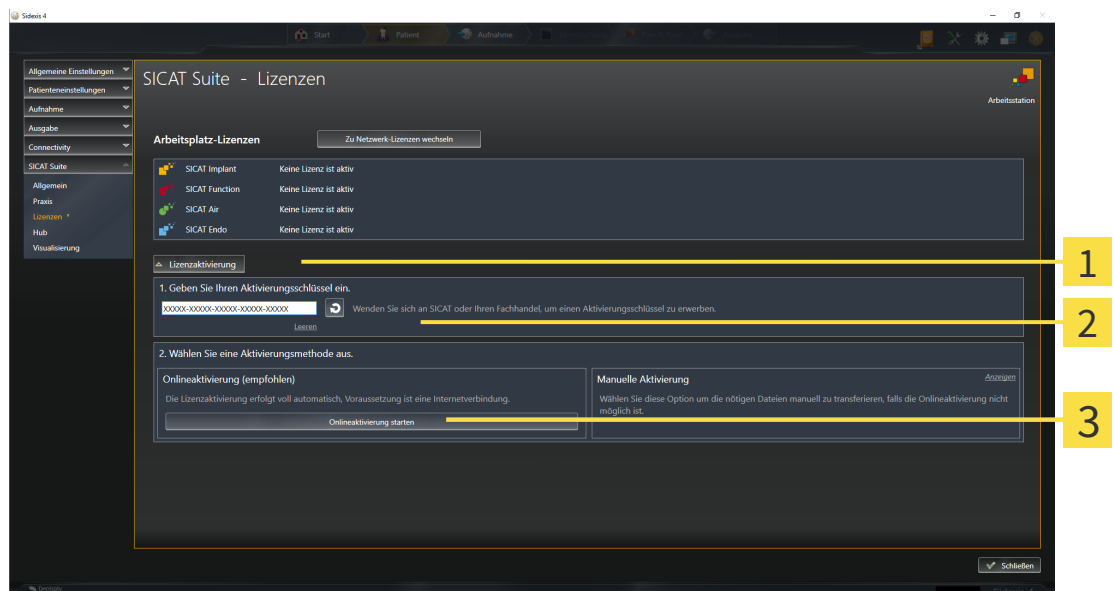 Sidexis 4
Start
Patient
Aufnahme
Allgemeine Einstellungen
Patienteneinstellungen
Aufnahme
Ausgabe
Connectivity
SICAT Suite
Allgemein
Praxis
Lizenzen *
Hub
Visualisierung
SICAT Suite - Lizenzen
Arbeitsstation
Arbeitsplatz-Lizenzen
Zu Netzwerk-Lizenzen wechseln
SICAT Implant Keine Lizenz ist aktiv
SICAT Function Keine Lizenz ist aktiv
SICAT Air Keine Lizenz ist aktiv
SICAT Endo Keine Lizenz ist aktiv
Lizenzaktivierung
1
1. Geben Sie Ihren Aktivierungsschlüssel ein.
XXXXX-XXXXX-XXXXX-XXXXX-XXXXX
Wenden Sie sich an SICAT oder Ihren Fachhandel, um einen Aktivierungsschlüssel zu erwerben.
Leeren
2
2. Wählen Sie eine Aktivierungsmethode aus.
Onlineaktivierung (empfohlen)
Die Lizenzaktivierung erfolgt voll automatisch, Voraussetzung ist eine Internetverbindung.
Onlineaktivierung starten
Manuelle Aktivierung
Anzeigen
Wählen Sie diese Option um die nötigen Dateien manuell zu transferieren, falls die Onlineaktivierung nicht
möglich ist.
3
Schließen